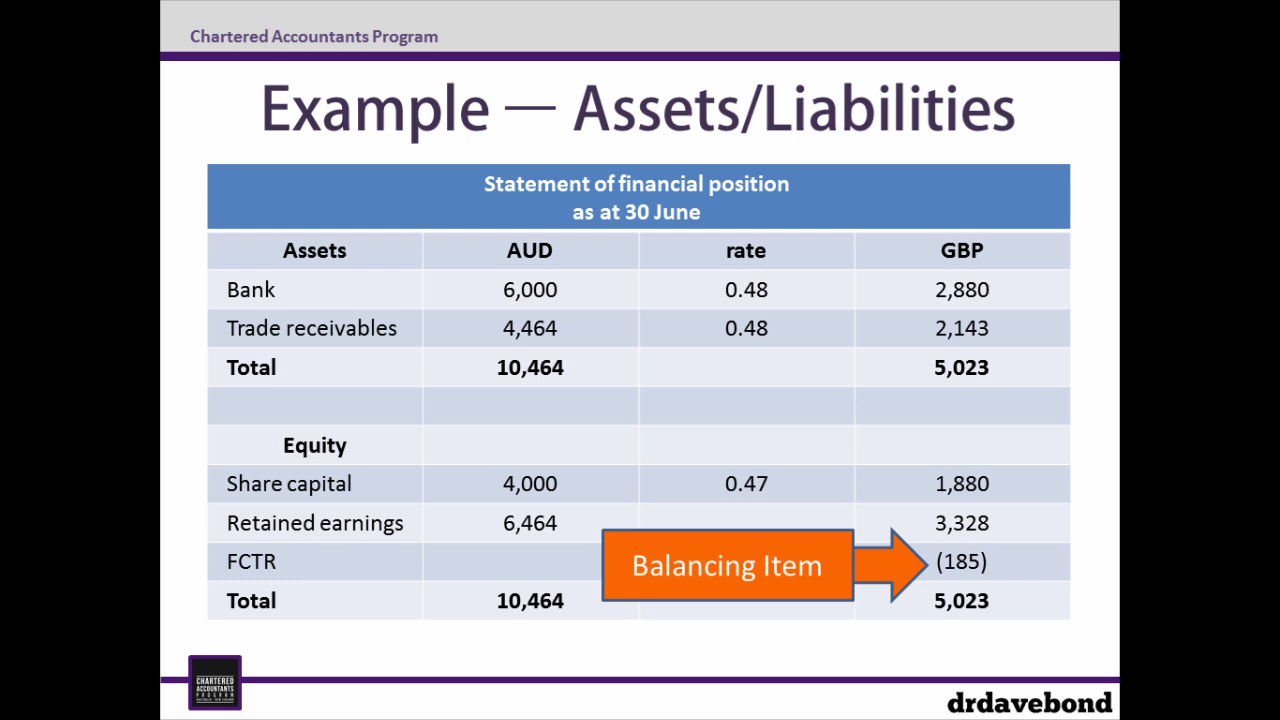 Chartered Accountants Program
Example — Assets/Liabilities
Statement of financial position
as at 30 June
Assets AUD rate GBP
Bank 6,000 0.48 2,880
Trade receivables 4,464 0.48 2,143
Total 10,464 5,023
Equity
Share capital 4,000 0.47 1,880
Retained earnings 6,464 3,328
FCTR Balancing Item (185)
Total 10,464 5,023
CHARTERED
ACCOUNTANTS
PROGRAM
drdavebond